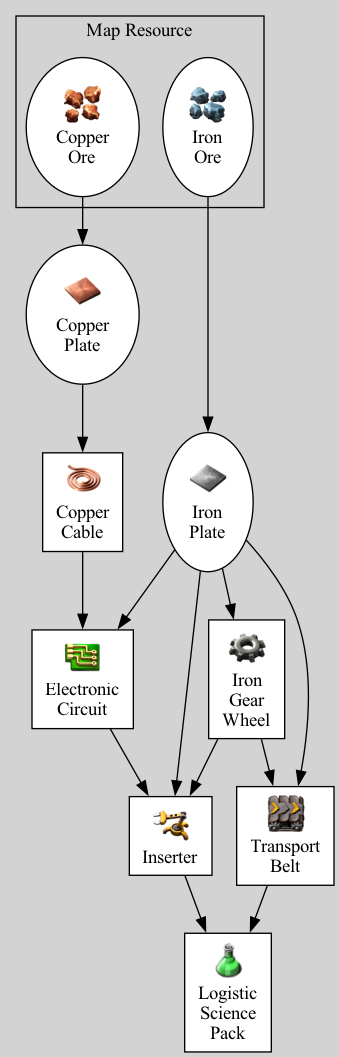 Map Resource
Copper
Ore
Iron
Ore
Copper
Plate
Copper
Cable
Iron
Plate
Electronic
Circuit
Iron
Gear
Wheel
Inserter
Transport
Belt
Logistic
Science
Pack